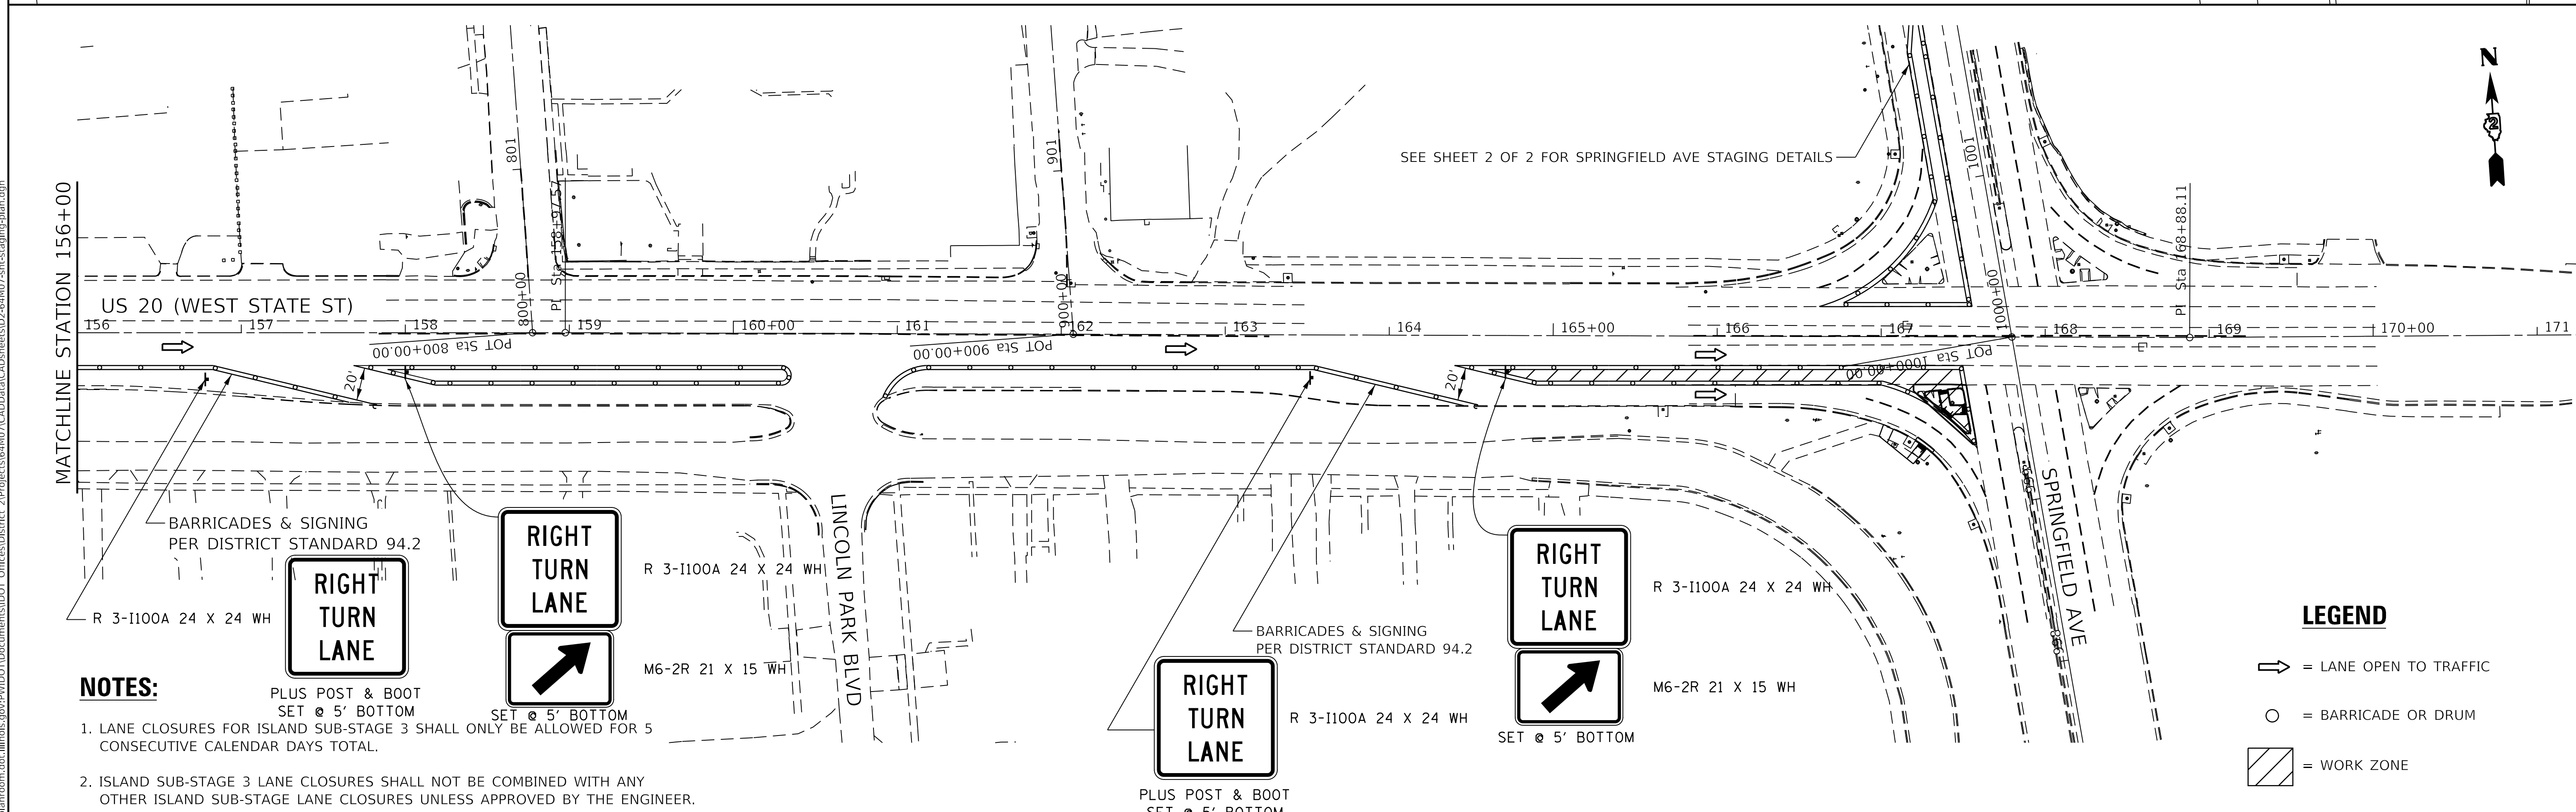 N
2
SEE SHEET 2 OF 2 FOR SPRINGFIELD AVE STAGING DETAILS
MATCHLINE STATION 156+00
US 20 (WEST STATE ST)
801
901
1001
PI Sta 158+97.57
PI Sta 168+88.11
800+00
900+00
1000+00
156
157
158
159
160+00
161
162
163
164
165+00
166
167
168
169
170+00
171
POT Sta 800+00.00
POT Sta 900+00.00
POT Sta 1000+00.00
20'
20'
999
998
LINCOLN PARK BLVD
SPRINGFIELD AVE
BARRICADES & SIGNING
PER DISTRICT STANDARD 94.2
R 3-I100A 24 X 24 WH
RIGHT
TURN
LANE
PLUS POST & BOOT
SET @ 5' BOTTOM
RIGHT
TURN
LANE
R 3-I100A 24 X 24 WH
M6-2R 21 X 15 WH
SET @ 5' BOTTOM
BARRICADES & SIGNING
PER DISTRICT STANDARD 94.2
RIGHT
TURN
LANE
R 3-I100A 24 X 24 WH
PLUS POST & BOOT
SET @ 5' BOTTOM
RIGHT
TURN
LANE
R 3-I100A 24 X 24 WH
M6-2R 21 X 15 WH
SET @ 5' BOTTOM
NOTES:
1. LANE CLOSURES FOR ISLAND SUB-STAGE 3 SHALL ONLY BE ALLOWED FOR 5
CONSECUTIVE CALENDAR DAYS TOTAL.
2. ISLAND SUB-STAGE 3 LANE CLOSURES SHALL NOT BE COMBINED WITH ANY
OTHER ISLAND SUB-STAGE LANE CLOSURES UNLESS APPROVED BY THE ENGINEER.
LEGEND
= LANE OPEN TO TRAFFIC
= BARRICADE OR DRUM
= WORK ZONE